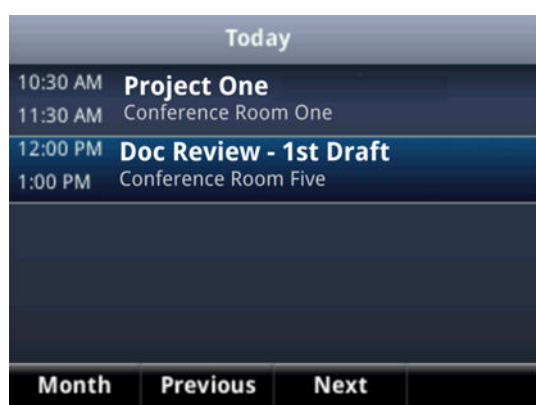 Today
10:30 AM Project One
11:30 AM Conference Room One
12:00 PM Doc Review - 1st Draft
1:00 PM Conference Room Five
Month Previous Next